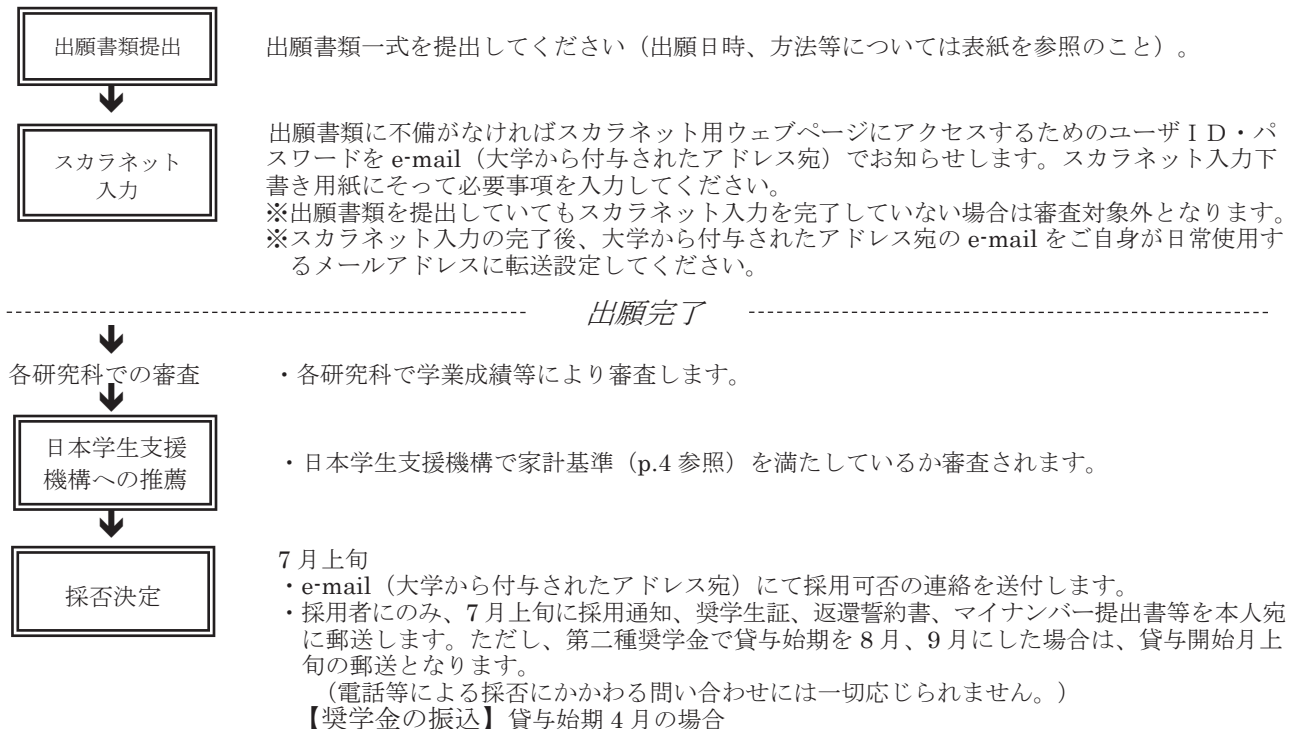 出願書類提出
出願書類一式を提出してください（出願日時、方法等については表紙を参照のこと）。
スカラネット
入力
出願書類に不備がなければスカラネット用ウェブページにアクセスするためのユーザＩＤ・パ
スワードを e-mail（大学から付与されたアドレス宛）でお知らせします。スカラネット入力下
書き用紙にそって必要事項を入力してください。
※出願書類を提出していてもスカラネット入力を完了していない場合は審査対象外となります。
※スカラネット入力の完了後、大学から付与されたアドレス宛の e-mail をご自身が日常使用す
るメールアドレスに転送設定してください。
出願完了
各研究科での審査
・各研究科で学業成績等により審査します。
日本学生支援
機構への推薦
・日本学生支援機構で家計基準（p.4 参照）を満たしているか審査されます。
採否決定
7 月上旬
・e-mail（大学から付与されたアドレス宛）にて採用可否の連絡を送付します。
・採用者にのみ、7 月上旬に採用通知、奨学生証、返還誓約書、マイナンバー提出書等を本人宛
に郵送します。ただし、第二種奨学金で貸与始期を 8 月、9 月にした場合は、貸与開始月上
旬の郵送となります。
（電話等による採否にかかわる問い合わせには一切応じられません。）
【奨学金の振込】貸与始期 4 月の場合